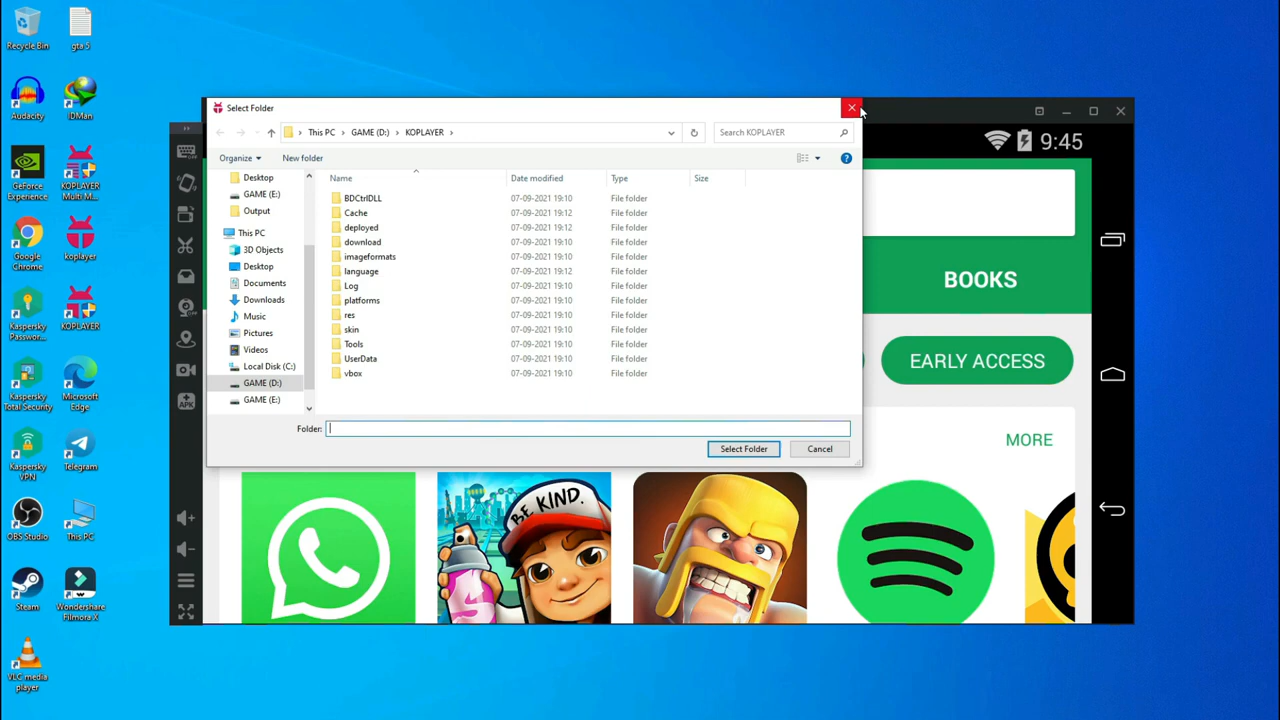 Recycle Bin
gta 5
Audacity
IDMan
GeForce
Experience
KOPLAYER
Multi M...
Google
Chrome
koplayer
Kaspersky
Passwor...
KOPLAYER
Kaspersky
Total Security
Microsoft
Edge
Kaspersky
VPN
Telegram
OBS Studio
This PC
Steam
Wondershare
Filmora X
VLC media
player
Select Folder
This PC > GAME (D:) > KOPLAYER >
Search KOPLAYER
Organize
New folder
Name
Date modified
Type
Size
Desktop
GAME (E:)
Output
This PC
3D Objects
Desktop
Documents
Downloads
Music
Pictures
Videos
Local Disk (C:)
GAME (D:)
GAME (E:)
BDCtrlDLL 07-09-2021 19:10 File folder
Cache 07-09-2021 19:12 File folder
deployed 07-09-2021 19:12 File folder
download 07-09-2021 19:10 File folder
imageformats 07-09-2021 19:10 File folder
language 07-09-2021 19:12 File folder
Log 07-09-2021 19:10 File folder
platforms 07-09-2021 19:10 File folder
res 07-09-2021 19:10 File folder
skin 07-09-2021 19:10 File folder
Tools 07-09-2021 19:10 File folder
UserData 07-09-2021 19:10 File folder
vbox 07-09-2021 19:10 File folder
Folder:
Select Folder
Cancel
9:45
BOOKS
EARLY ACCESS
MORE
BE KIND.
APK